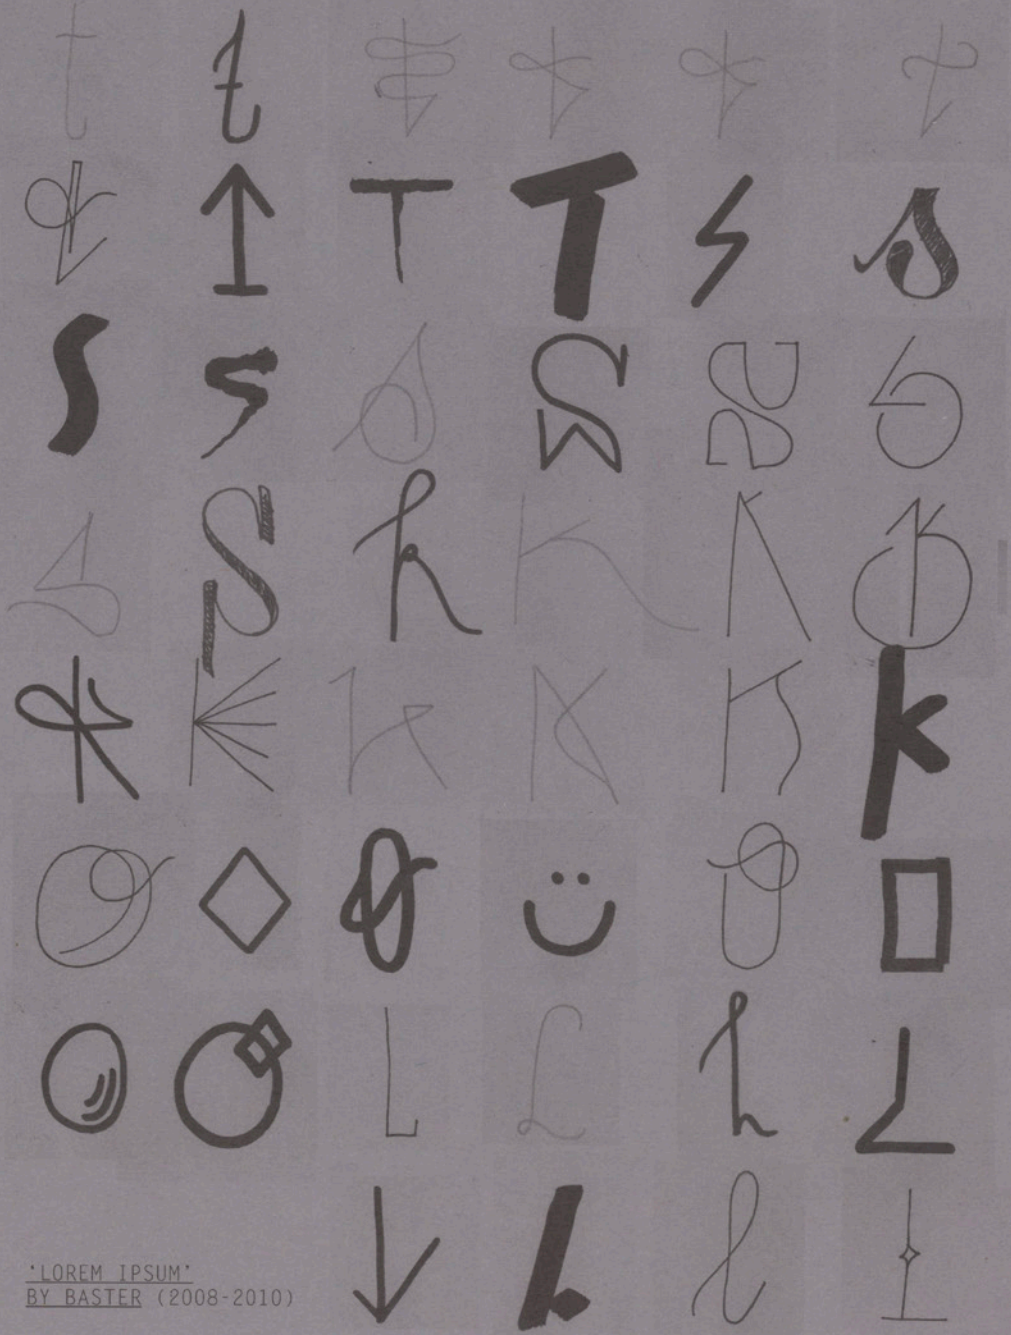 t t t t t t
t T T T S S
S S S S S S
S S k K K K
k K K K K K
O O O O O O
O O L L L L
L L l L
'LOREM IPSUM'
BY BASTER (2008-2010)